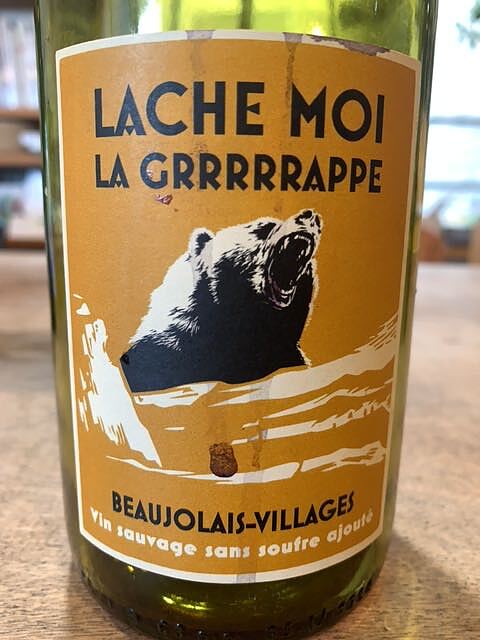 LACHE MOI
LA GRRRRRAPPE
BEAUJOLAIS-VILLAGES
Vin sauvage sans soufre ajouté